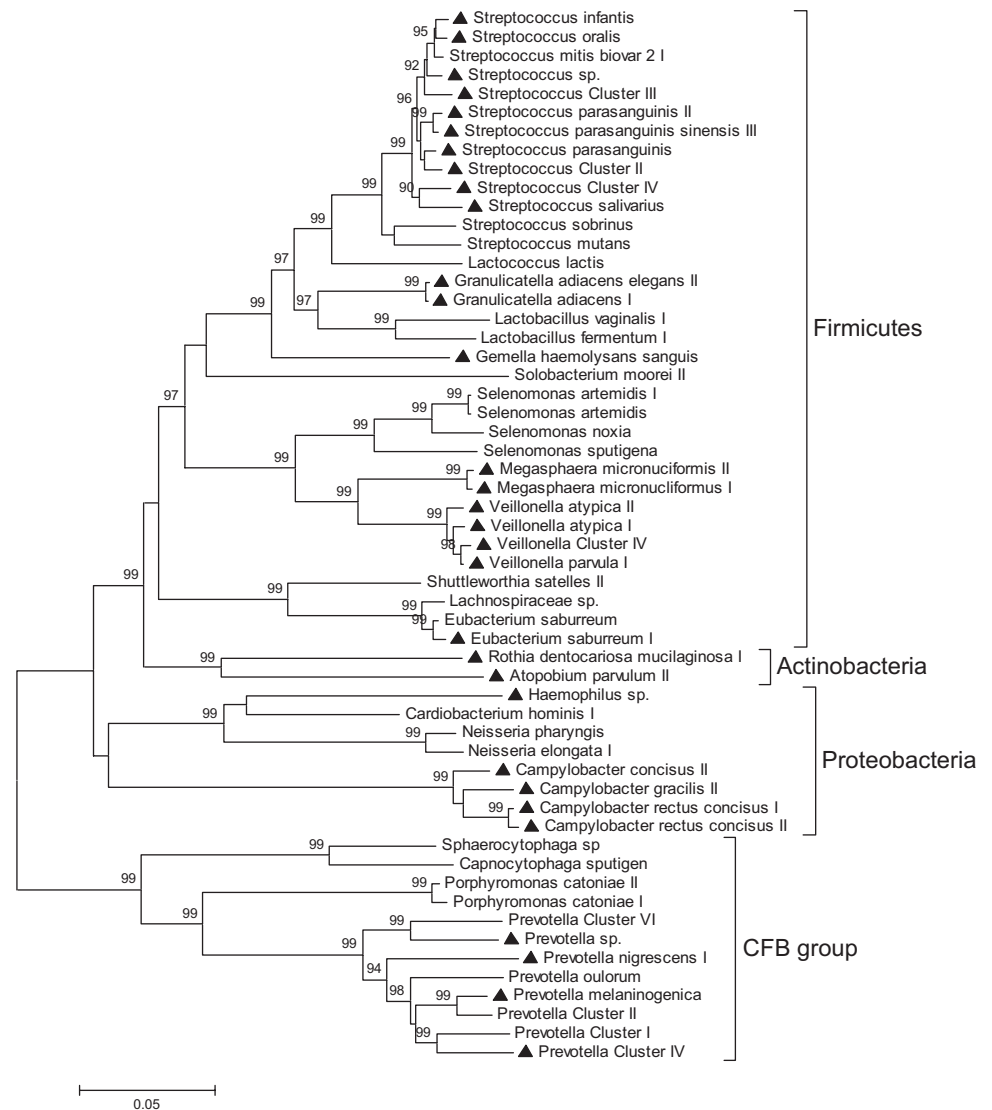 Streptococcus infantis
95
Streptococcus oralis
Streptococcus mitis biovar 2 I
92
Streptococcus sp.
Streptococcus Cluster III
96
99
Streptococcus parasanguinis II
Streptococcus parasanguinis sinensis III
99
Streptococcus parasanguinis
Streptococcus Cluster II
99
90
Streptococcus Cluster IV
Streptococcus salivarius
99
Streptococcus sobrinus
Streptococcus mutans
97
Lactococcus lactis
99
Granulicatella adiacens elegans II
99
97
Granulicatella adiacens I
99
Lactobacillus vaginalis I
Firmicutes
Lactobacillus fermentum I
Gemella haemolysans sanguis
Solobacterium moorei II
97
99
Selenomonas artemidis I
99
Selenomonas artemidis
99
Selenomonas noxia
99
Selenomonas sputigena
99
Megasphaera micronuciformis II
99
Megasphaera micronucliformus I
99
Veillonella atypica II
Veillonella atypica I
98
Veillonella Cluster IV
Veillonella parvula I
99
99
Shuttleworthia satelles II
99
Lachnospiraceae sp.
99
Eubacterium saburreum
Eubacterium saburreum I
99
Rothia dentocariosa mucilaginosa I
Actinobacteria
Atopobium parvulum II
Haemophilus sp.
99
Cardiobacterium hominis I
99
Neisseria pharyngis
Neisseria elongata I
Proteobacteria
99
Campylobacter concisus II
Campylobacter gracilis II
99
Campylobacter rectus concisus I
Campylobacter rectus concisus II
99
Sphaerocytophaga sp
99
Capnocytophaga sputigen
99
Porphyromonas catoniae II
99
Porphyromonas catoniae I
99
Prevotella Cluster VI
99
Prevotella sp.
CFB group
94
Prevotella nigrescens I
98
Prevotella oulorum
99
Prevotella melaninogenica
Prevotella Cluster II
99
Prevotella Cluster I
Prevotella Cluster IV
0.05